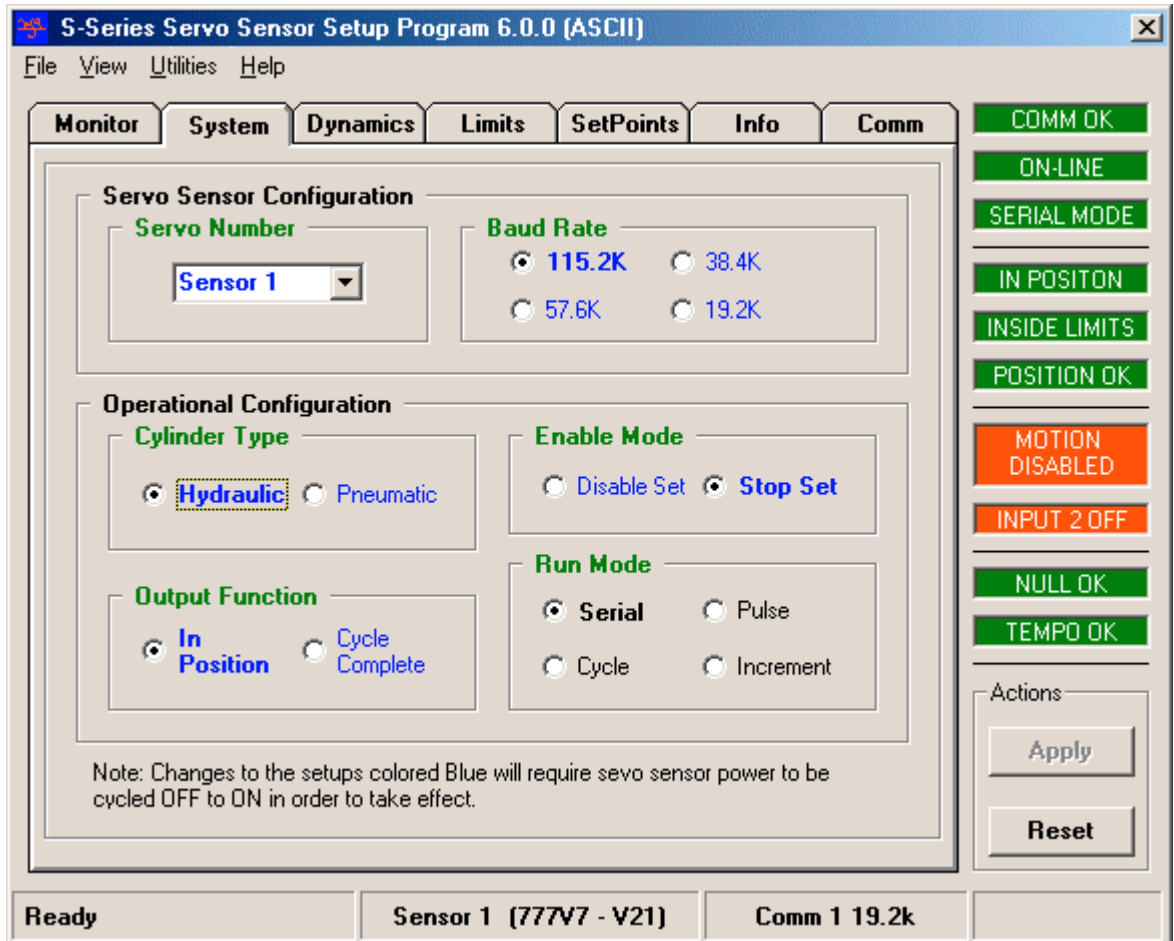 S-Series Servo Sensor Setup Program 6.0.0 (ASCII)
File View Utilities Help
Monitor System Dynamics Limits SetPoints Info Comm
Servo Sensor Configuration
Servo Number
Sensor 1
Baud Rate
115.2K 38.4K
57.6K 19.2K
Operational Configuration
Cylinder Type
Hydraulic Pneumatic
Enable Mode
Disable Set Stop Set
Output Function
In Position
Cycle Complete
Run Mode
Serial Pulse
Cycle Increment
Note: Changes to the setups colored Blue will require sevo sensor power to be
cycled OFF to ON in order to take effect.
COMM OK
ON-LINE
SERIAL MODE
IN POSITON
INSIDE LIMITS
POSITION OK
MOTION
DISABLED
INPUT 2 OFF
NULL OK
TEMPO OK
Actions
Apply
Reset
Ready Sensor 1 (777V7 - V21) Comm 1 19.2k